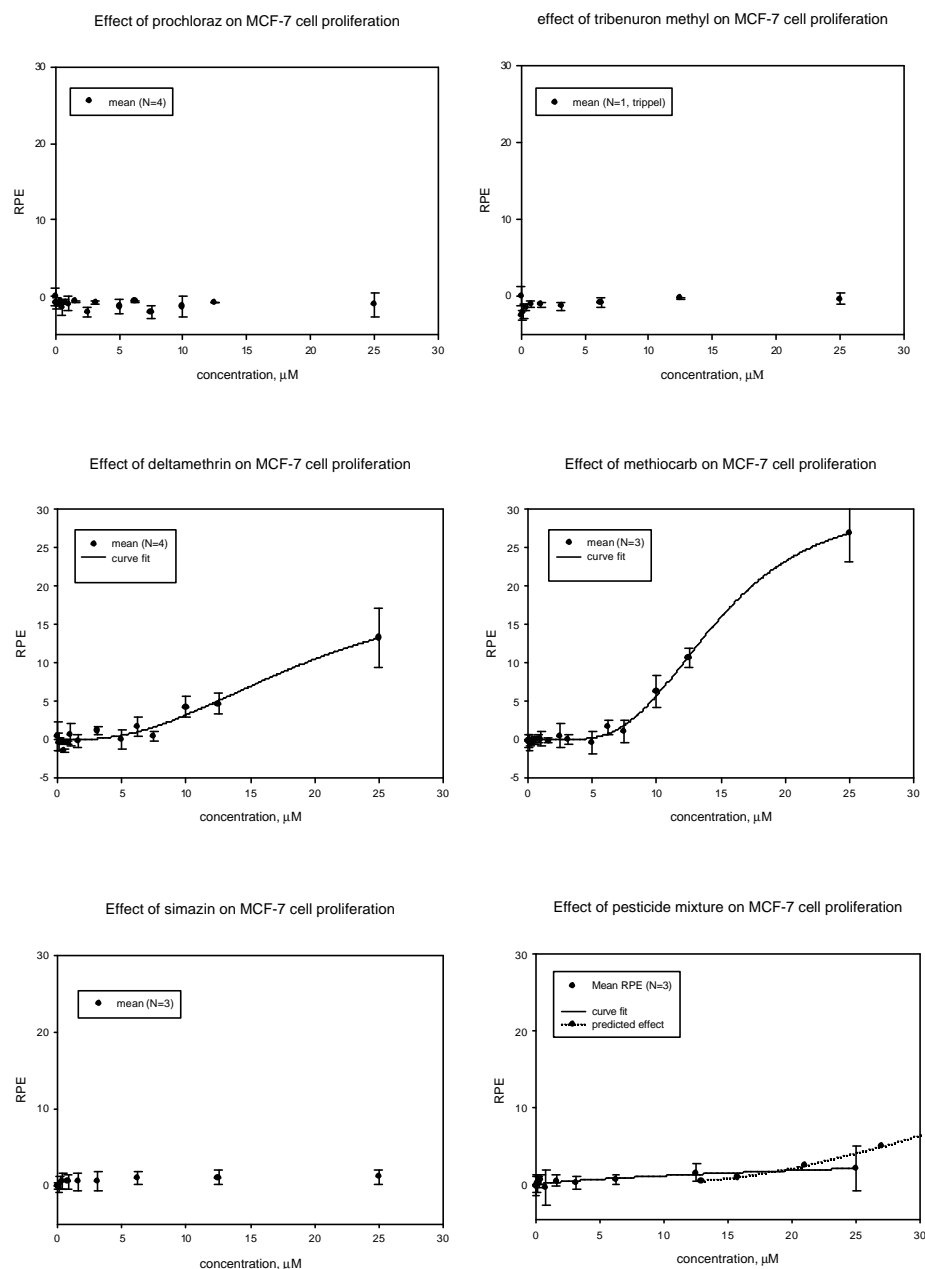 Effect of prochloraz on MCF-7 cell proliferation
30
mean (N=4)
20
RPE
10
0
0 5 10 15 20 25 30
concentration, μM
effect of tribenuron methyl on MCF-7 cell proliferation
30
mean (N=1, trippel)
20
RPE
10
0
0 5 10 15 20 25 30
concentration, μM
Effect of deltamethrin on MCF-7 cell proliferation
30
mean (N=4)
25
curve fit
20
15
RPE
10
5
0
-5
0 5 10 15 20 25 30
concentration, μM
Effect of methiocarb on MCF-7 cell proliferation
30
mean (N=3)
25
curve fit
20
15
RPE
10
5
0
-5
0 5 10 15 20 25 30
concentration, μM
Effect of simazin on MCF-7 cell proliferation
30
mean (N=3)
20
RPE
10
0
0 5 10 15 20 25 30
concentration, μM
Effect of pesticide mixture on MCF-7 cell proliferation
30
Mean RPE (N=3)
curve fit
predicted effect
20
RPE
10
0
0 5 10 15 20 25 30
concentration, μM